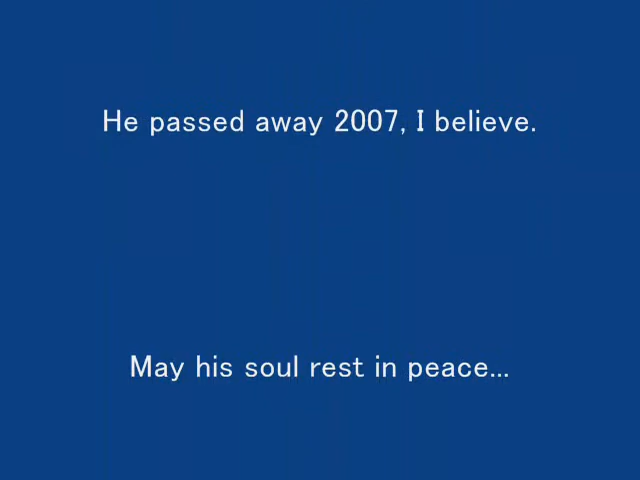 He passed away 2007, I believe.
May his soul rest in peace...